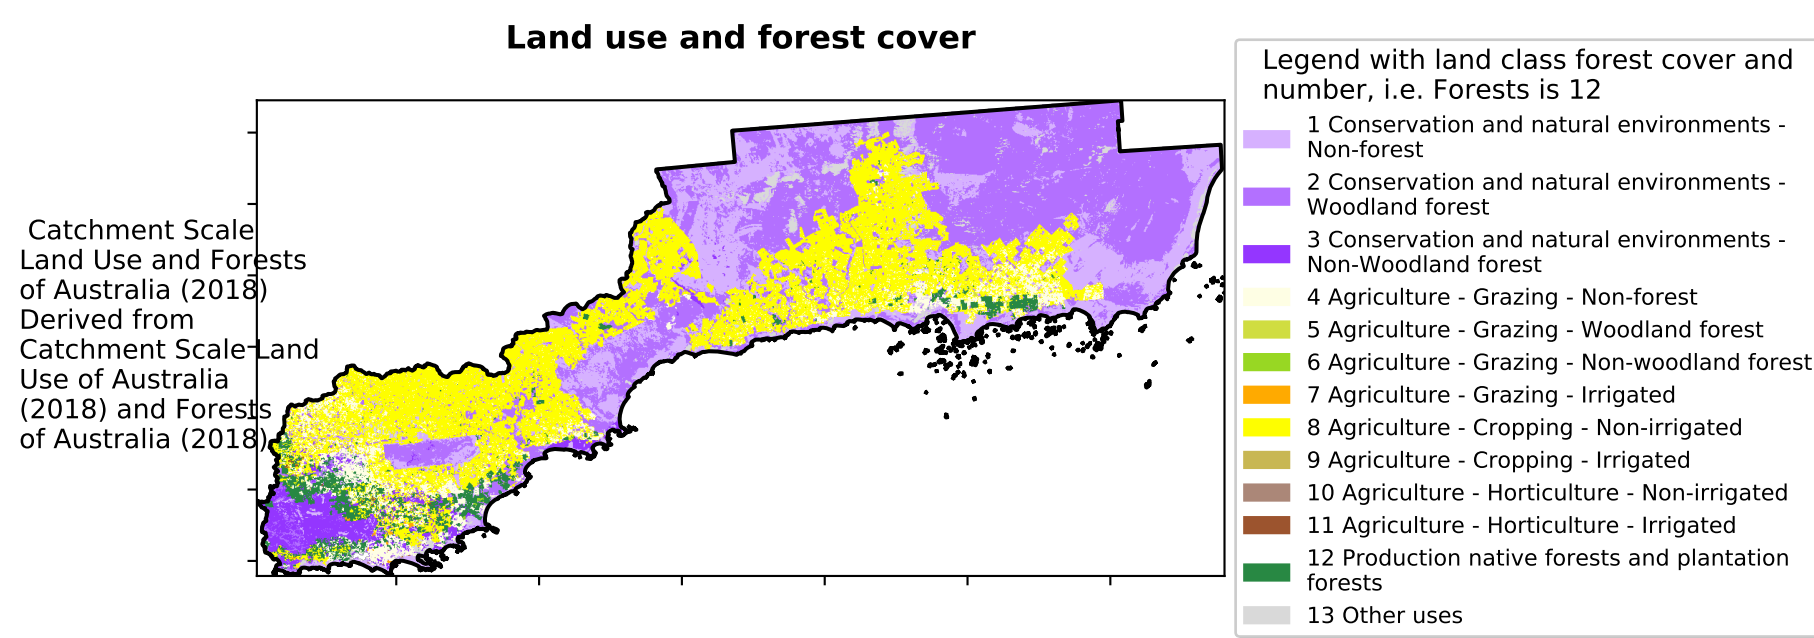 Land use and forest cover
Catchment Scale
Land Use and Forests
of Australia (2018)
Derived from
Catchment Scale Land
Use of Australia
(2018) and Forests
of Australia (2018)
Legend with land class forest cover and
number, i.e. Forests is 12
1 Conservation and natural environments -
Non-forest
2 Conservation and natural environments -
Woodland forest
3 Conservation and natural environments -
Non-Woodland forest
4 Agriculture - Grazing - Non-forest
5 Agriculture - Grazing - Woodland forest
6 Agriculture - Grazing - Non-woodland forest
7 Agriculture - Grazing - Irrigated
8 Agriculture - Cropping - Non-irrigated
9 Agriculture - Cropping - Irrigated
10 Agriculture - Horticulture - Non-irrigated
11 Agriculture - Horticulture - Irrigated
12 Production native forests and plantation
forests
13 Other uses